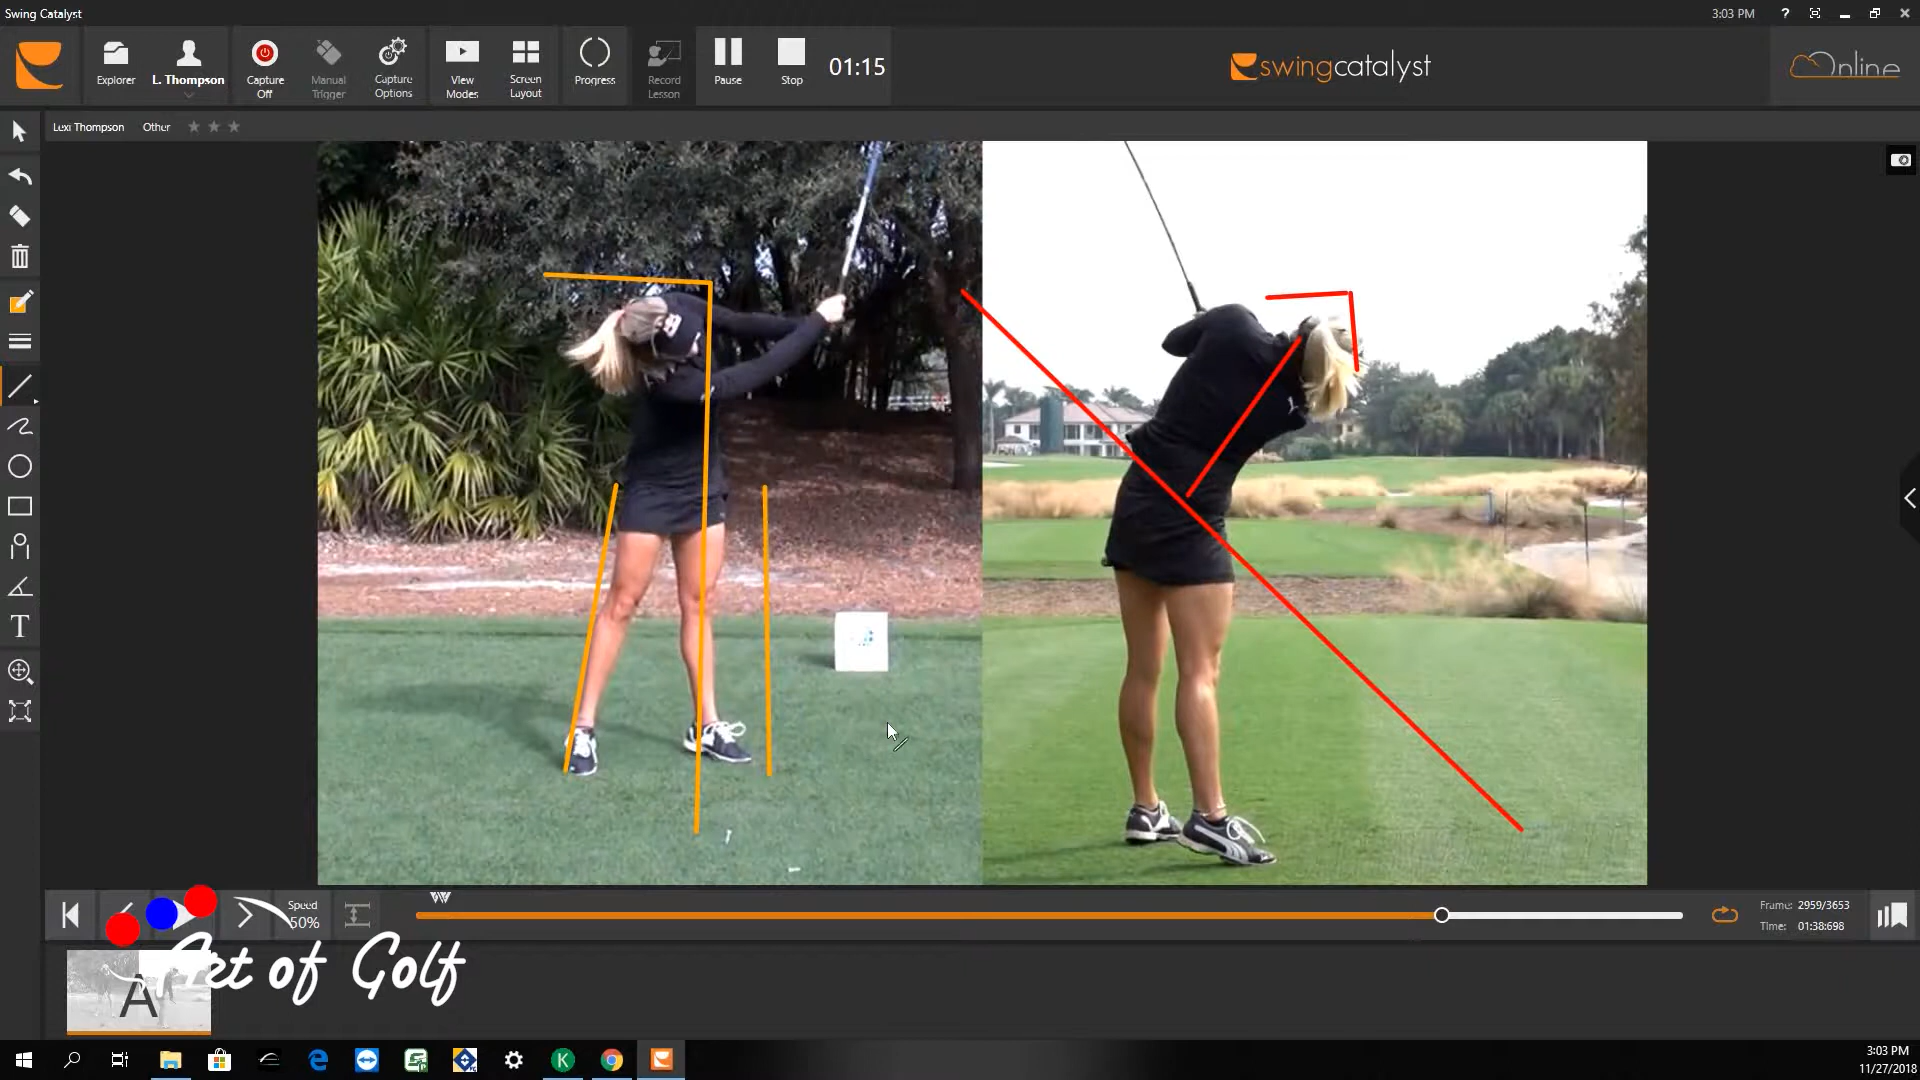 Swing Catalyst
3:03 PM
?
Explorer
L. Thompson
Capture Off
Manual Trigger
Capture Options
View Modes
Screen Layout
Progress
Record Lesson
Pause
Stop
01:15
swingcatalyst
Online
Lexi Thompson
Other
T
Speed
50%
Frame: 2959/3653
Time: 01:38:698
A
Art of Golf
K
3:03 PM
11/27/2018